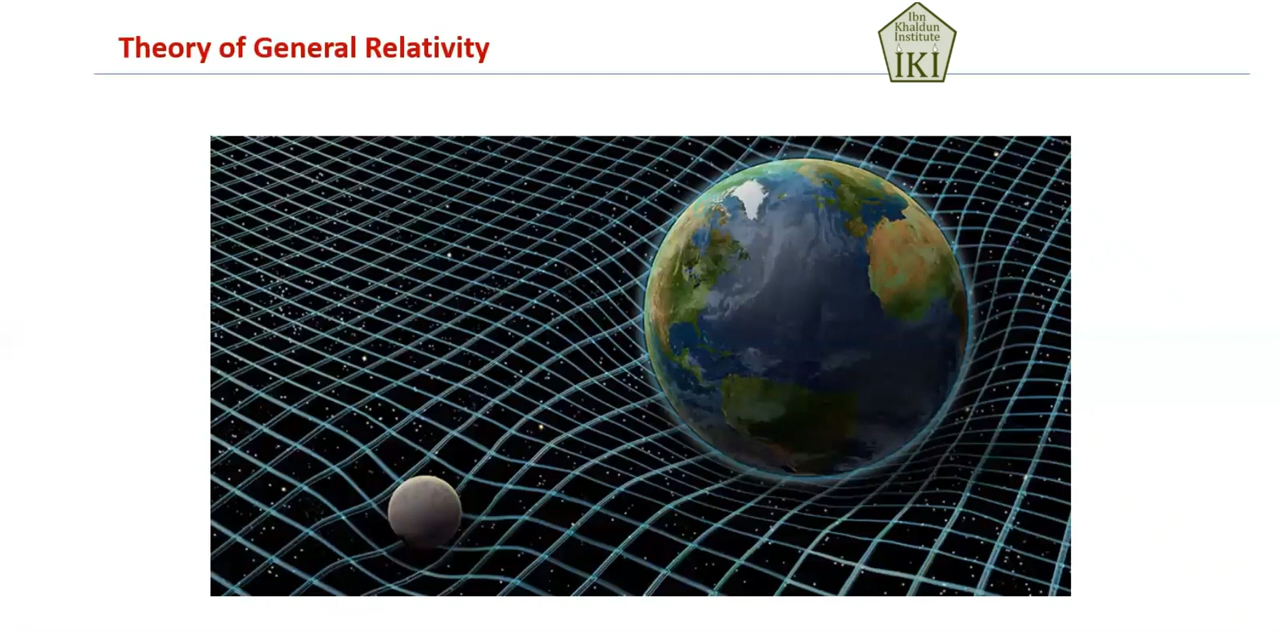 Theory of General Relativity
Ibn
Khaldun
Institute
IKI